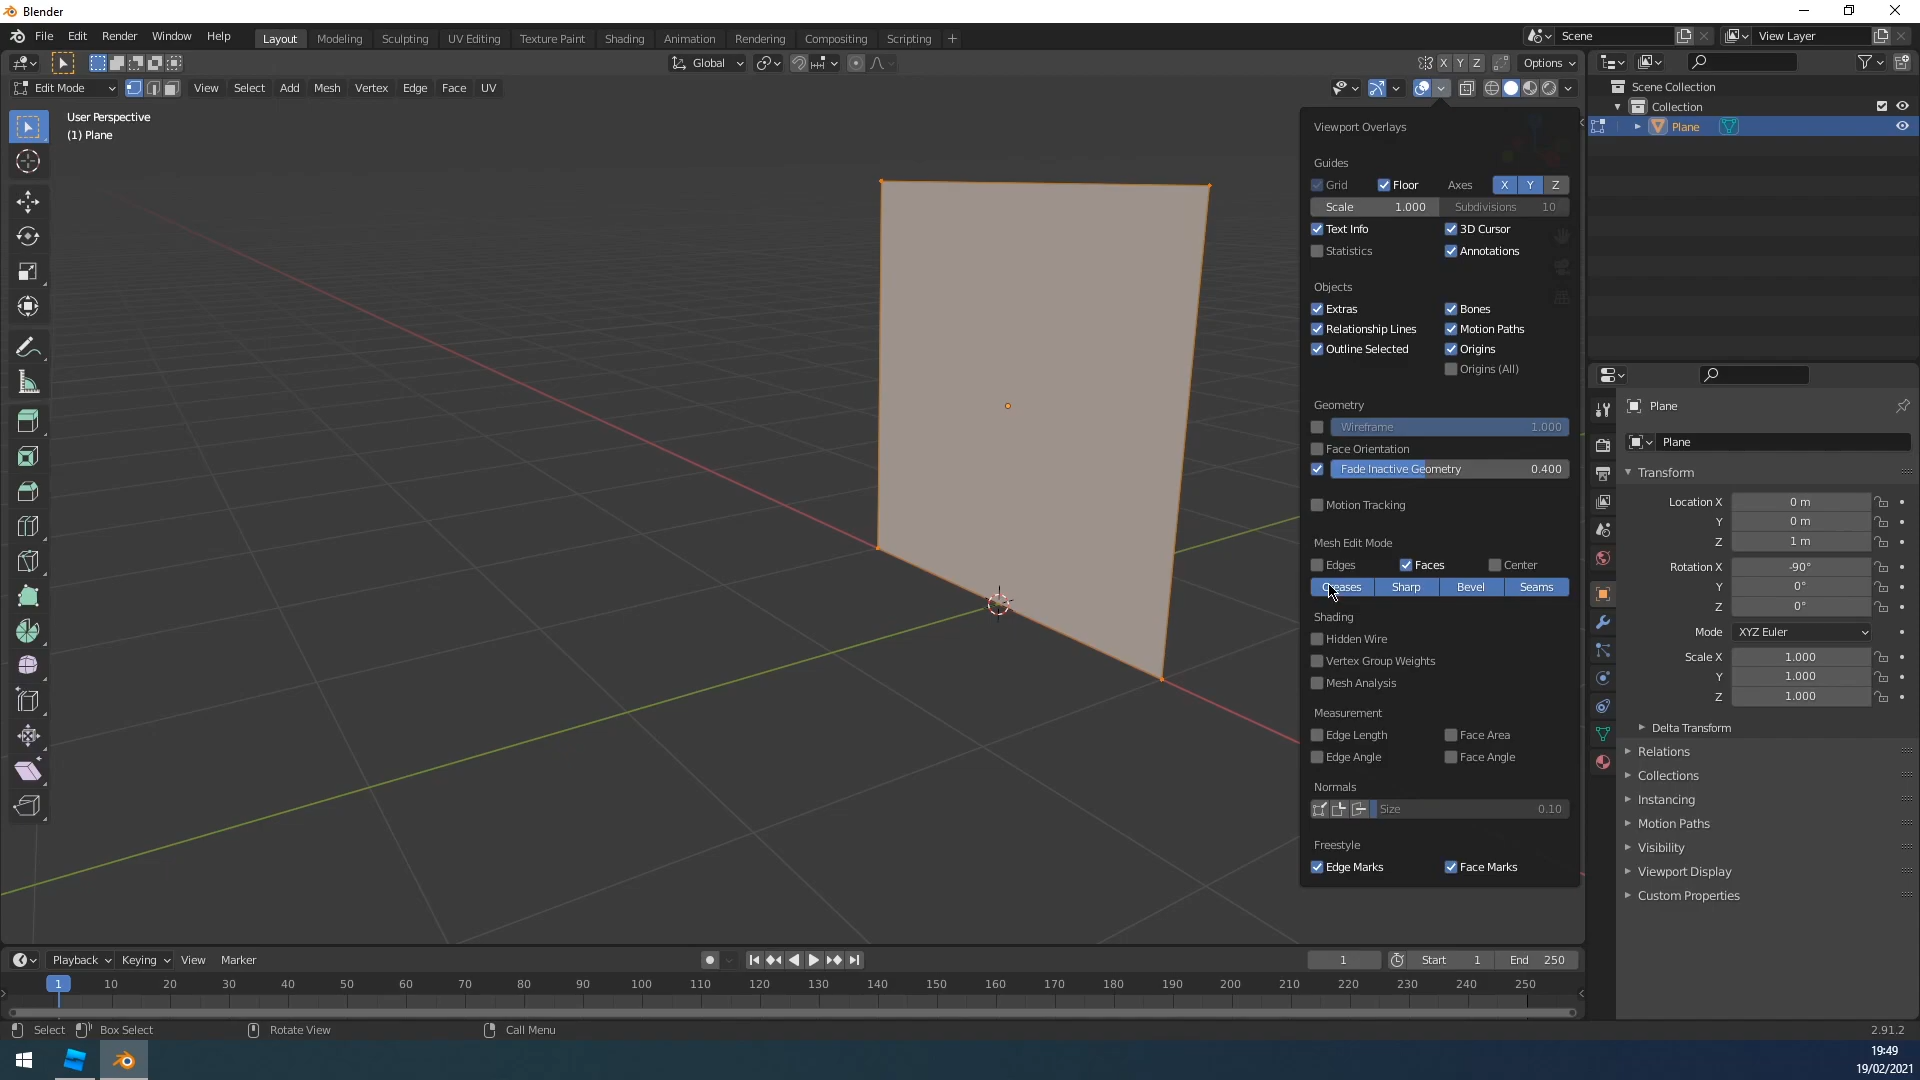 Blender
File Edit Render Window Help Layout Modeling Sculpting UV Editing Texture Paint Shading Animation Rendering Compositing Scripting + Scene View Layer
Global X Y Z Options
Edit Mode View Select Add Mesh Vertex Edge Face UV
User Perspective
(1) Plane
Viewport Overlays
Guides
Grid Floor Axes X Y Z
Scale 1.000 Subdivisions 10
Text Info 3D Cursor
Statistics Annotations
Objects
Extras Bones
Relationship Lines Motion Paths
Outline Selected Origins
Origins (All)
Geometry
Wireframe 1.000
Face Orientation
Fade Inactive Geometry 0.400
Motion Tracking
Mesh Edit Mode
Edges Faces Center
Creases Sharp Bevel Seams
Shading
Hidden Wire
Vertex Group Weights
Mesh Analysis
Measurement
Edge Length Face Area
Edge Angle Face Angle
Normals
Size 0.10
Freestyle
Edge Marks Face Marks
Scene Collection
Collection
Plane
Plane
Plane
Transform
Location X 0 m
Y 0 m
Z 1 m
Rotation X -90°
Y 0°
Z 0°
Mode XYZ Euler
Scale X 1.000
Y 1.000
Z 1.000
Delta Transform
Relations
Collections
Instancing
Motion Paths
Visibility
Viewport Display
Custom Properties
Playback Keying View Marker 1 Start 1 End 250
1 10 20 30 40 50 60 70 80 90 100 110 120 130 140 150 160 170 180 190 200 210 220 230 240 250
Select Box Select Rotate View Call Menu 2.91.2
19:49
19/02/2021